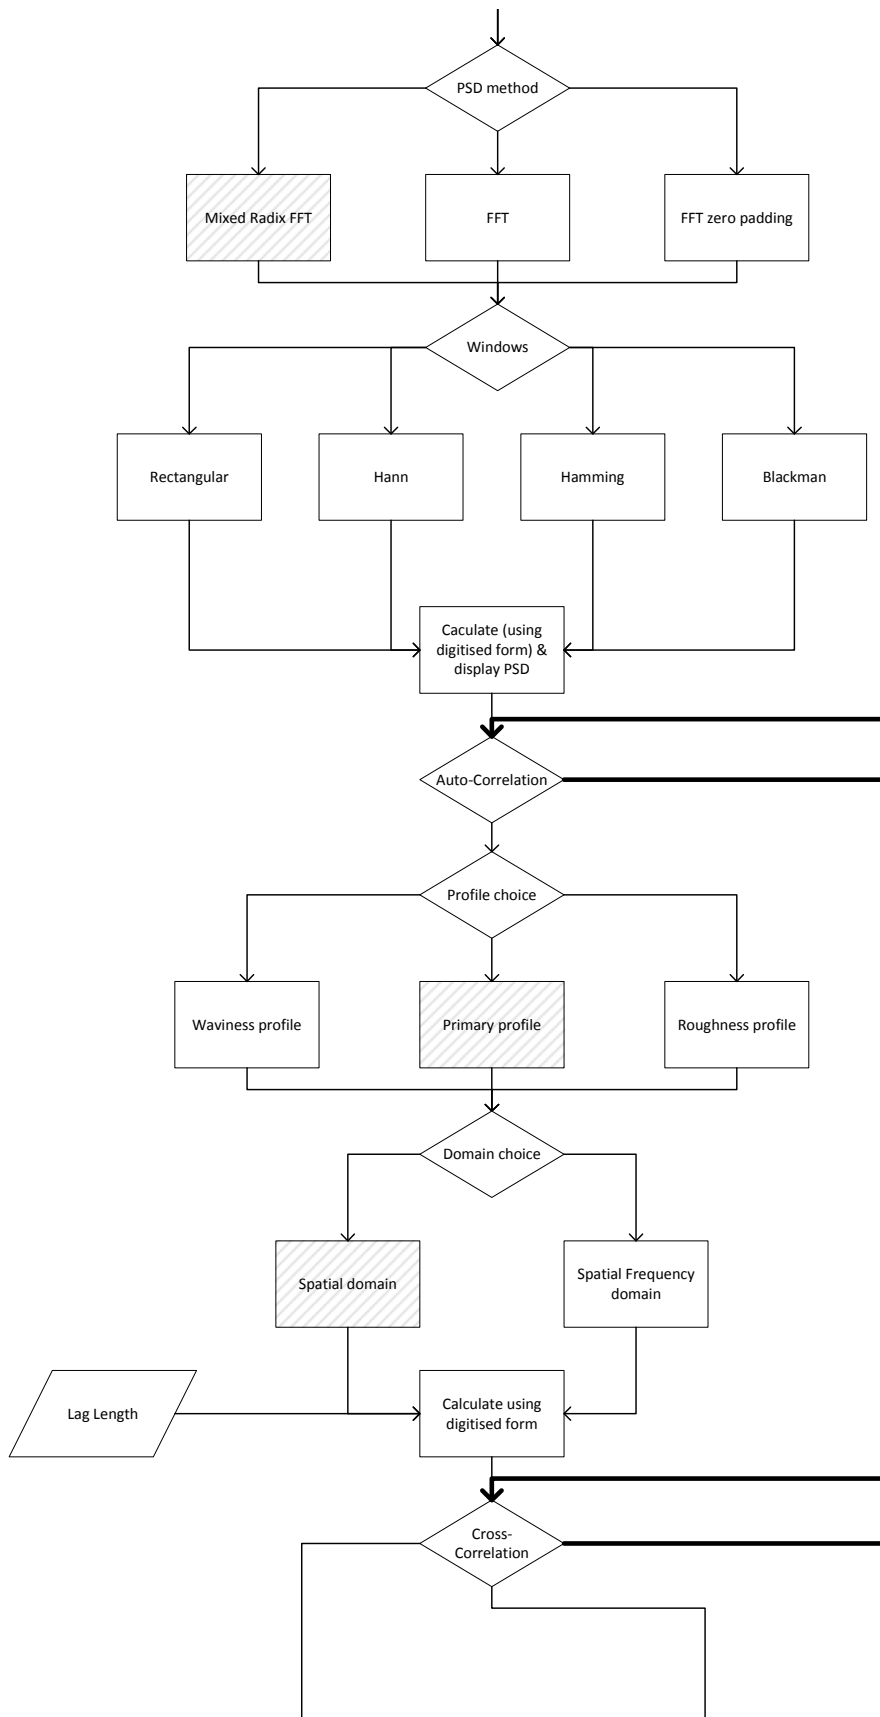 PSD method
Mixed Radix FFT
FFT
FFT zero padding
Windows
Rectangular
Hann
Hamming
Blackman
Caculate (using
digitised form) &
display PSD
Auto-Correlation
Profile choice
Waviness profile
Primary profile
Roughness profile
Domain choice
Spatial domain
Spatial Frequency
domain
Lag Length
Calculate using
digitised form
Cross-
Correlation